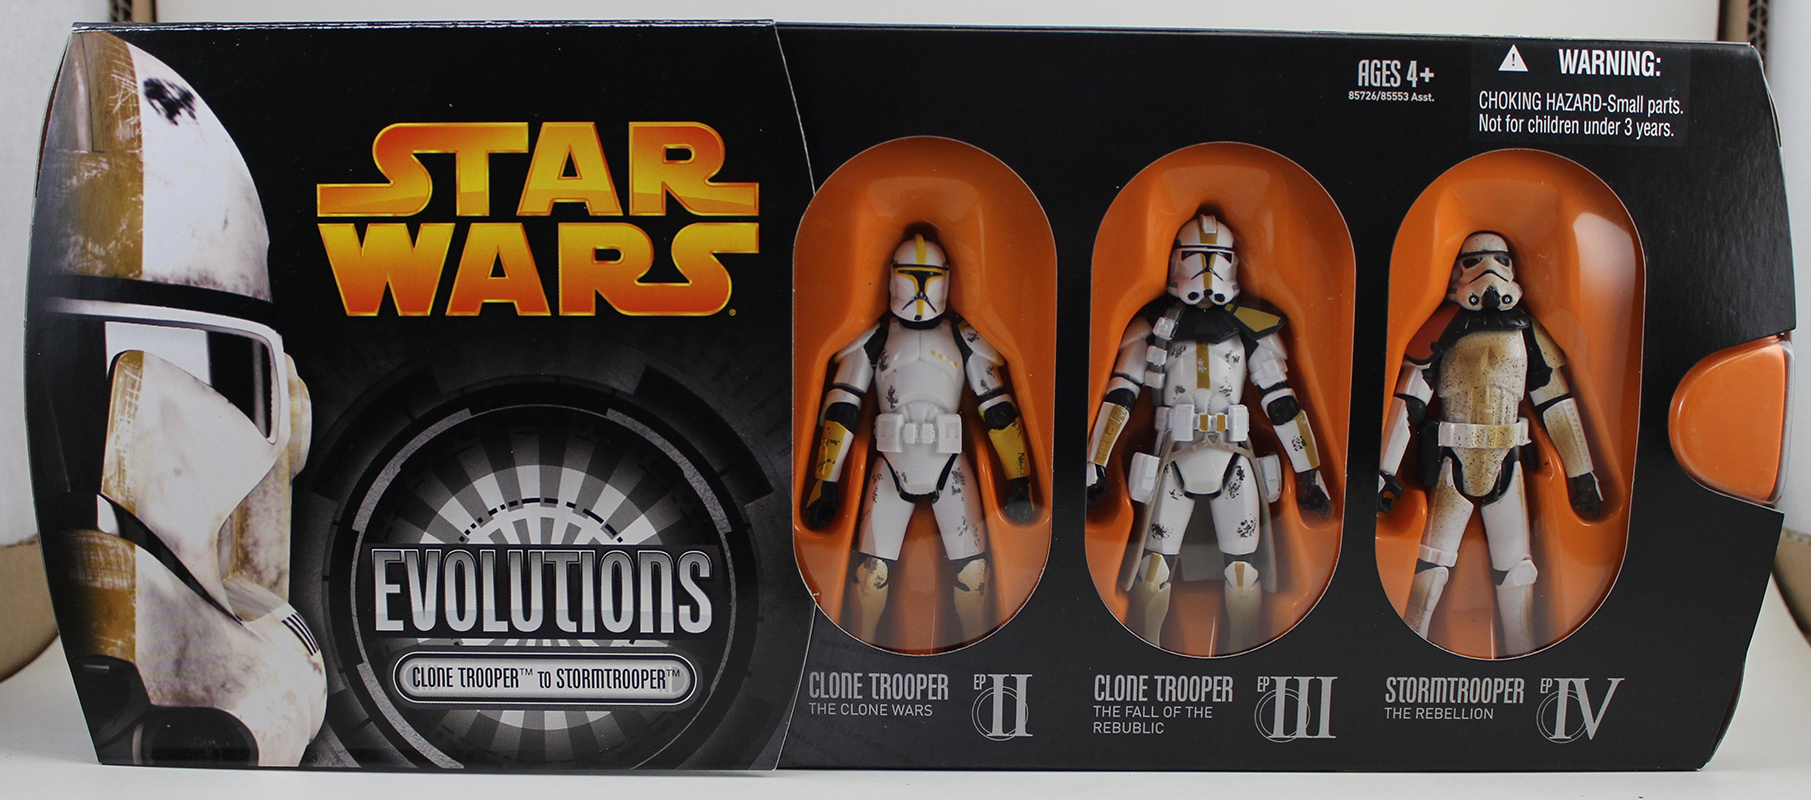 STAR
WARS
EVOLUTIONS
CLONE TROOPER™ TO STORMTROOPER™
AGES 4+
85726/85553 Asst.
WARNING:
CHOKING HAZARD-Small parts.
Not for children under 3 years.
CLONE TROOPER
THE CLONE WARS
EP II
CLONE TROOPER
THE FALL OF THE
REBUBLIC
EP III
STORMTROOPER
THE REBELLION
EP IV